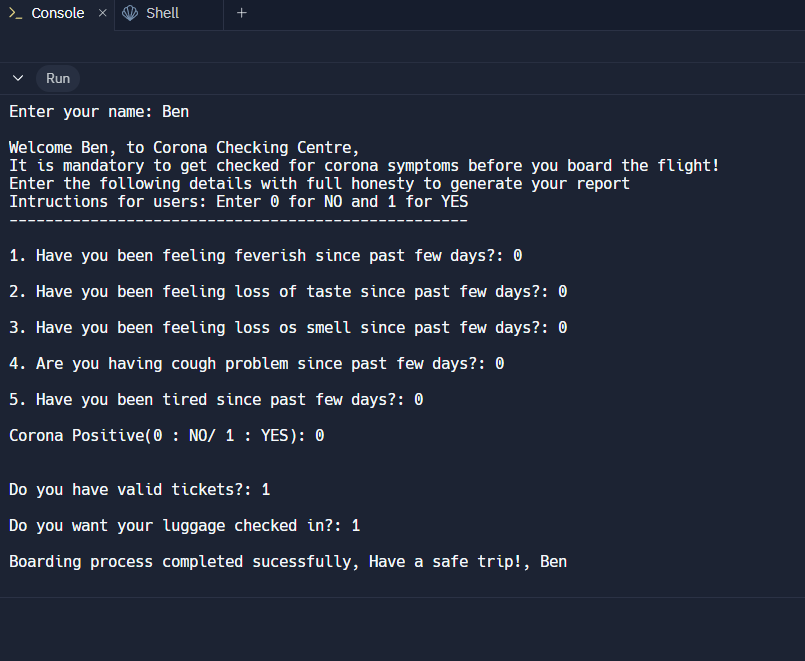 Console
Shell
Run
Enter your name: Ben
Welcome Ben, to Corona Checking Centre,
It is mandatory to get checked for corona symptoms before you board the flight!
Enter the following details with full honesty to generate your report
Intructions for users: Enter 0 for NO and 1 for YES
---------------------------------------------------
1. Have you been feeling feverish since past few days?: 0
2. Have you been feeling loss of taste since past few days?: 0
3. Have you been feeling loss os smell since past few days?: 0
4. Are you having cough problem since past few days?: 0
5. Have you been tired since past few days?: 0
Corona Positive(0 : NO/ 1 : YES): 0
Do you have valid tickets?: 1
Do you want your luggage checked in?: 1
Boarding process completed sucessfully, Have a safe trip!, Ben